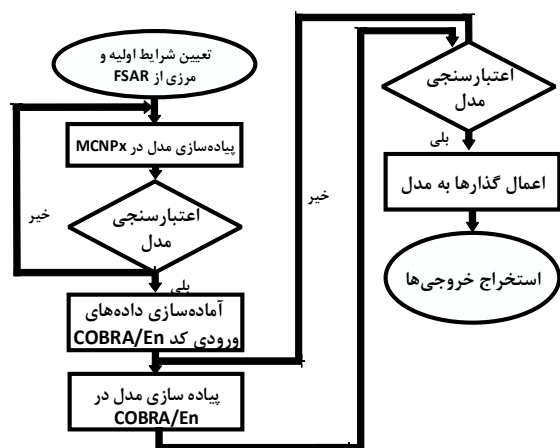 تعیین شرایط اولیه و
مرزی از FSAR
پیاده‌سازی مدل در MCNPx
خیر
اعتبارسنجی
مدل
بلی
آماده‌سازی داده‌های
ورودی کد COBRA/En
پیاده سازی مدل در
COBRA/En
خیر
اعتبارسنجی
مدل
بلی
اعمال گذارها به مدل
استخراج خروجی‌ها